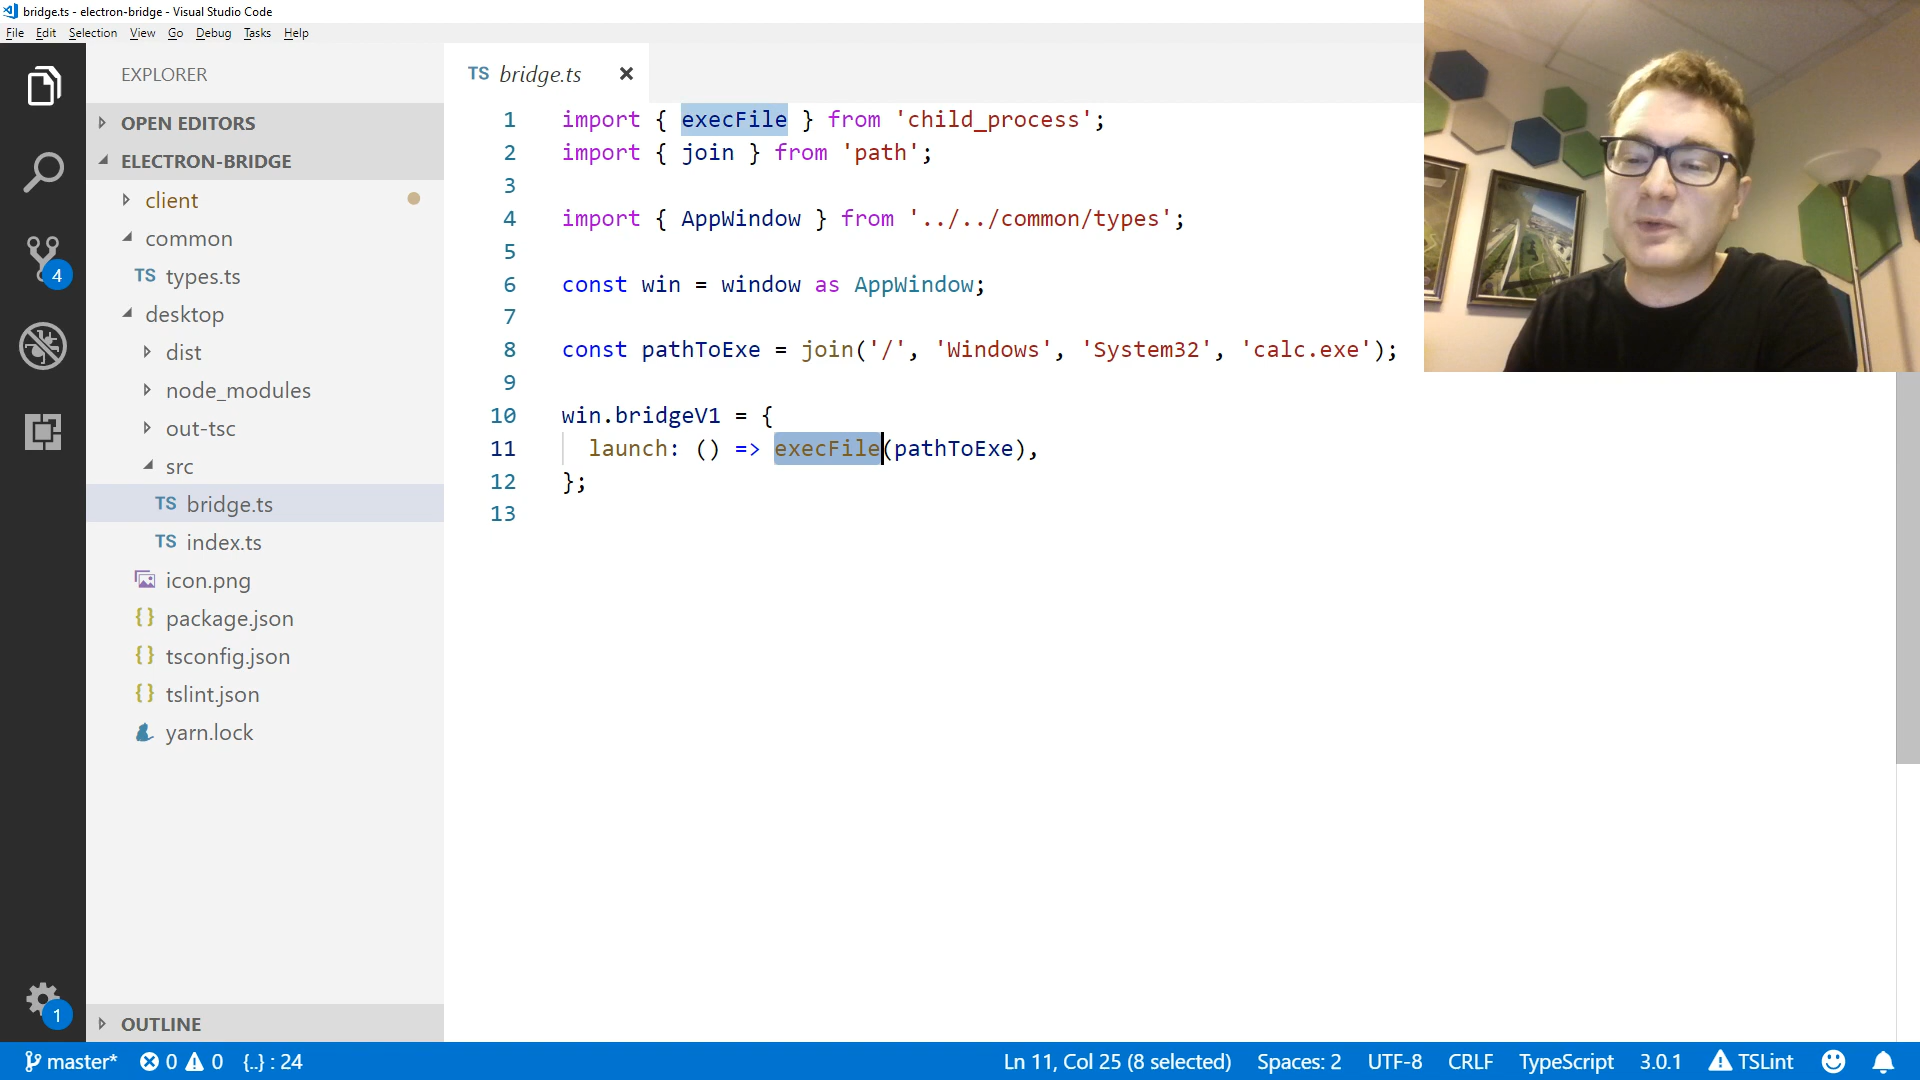 bridge.ts - electron-bridge - Visual Studio Code
File Edit Selection View Go Debug Tasks Help
EXPLORER
OPEN EDITORS
ELECTRON-BRIDGE
client
common
TS types.ts
desktop
dist
node_modules
out-tsc
src
TS bridge.ts
TS index.ts
icon.png
{ } package.json
{ } tsconfig.json
{ } tslint.json
yarn.lock
OUTLINE
4
1
TS bridge.ts
1 import { execFile } from 'child_process';
2 import { join } from 'path';
3
4 import { AppWindow } from '../../common/types';
5
6 const win = window as AppWindow;
7
8 const pathToExe = join('/', 'Windows', 'System32', 'calc.exe');
9
10 win.bridgeV1 = {
11 launch: () => execFile(pathToExe),
12 };
13
master* 0 0 {..} : 24 Ln 11, Col 25 (8 selected) Spaces: 2 UTF-8 CRLF TypeScript 3.0.1 TSLint